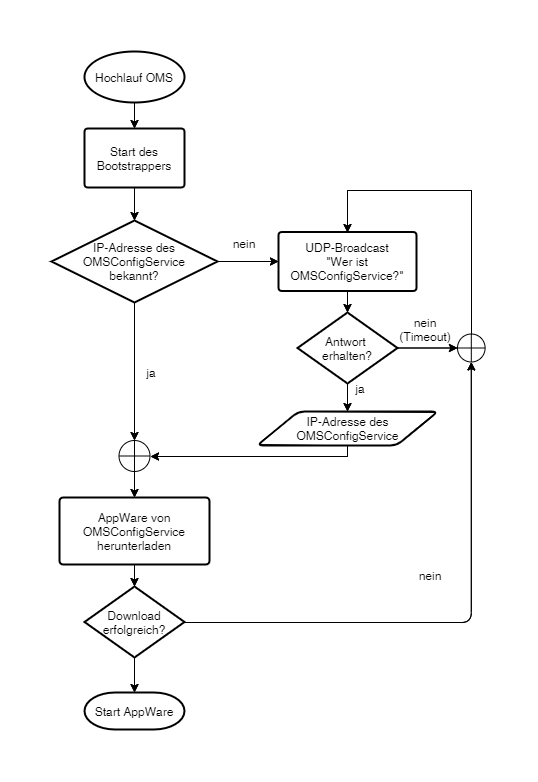 Hochlauf OMS
Start des
Bootstrappers
IP-Adresse des
OMSConfigService
bekannt?
nein
UDP-Broadcast
"Wer ist
OMSConfigService?"
Antwort
erhalten?
nein
(Timeout)
ja
ja
IP-Adresse des
OMSConfigService
AppWare von
OMSConfigService
herunterladen
nein
Download
erfolgreich?
Start AppWare